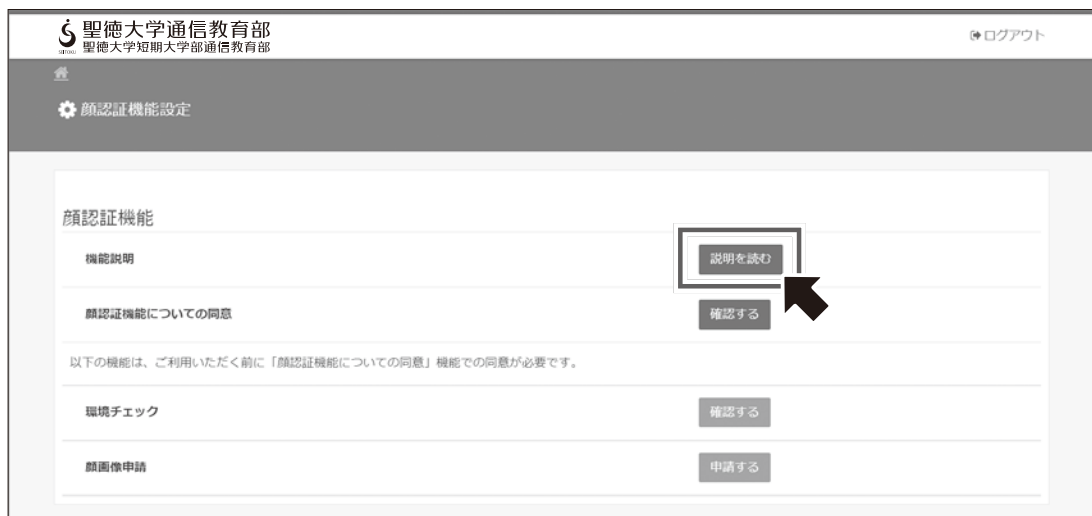 聖徳大学通信教育部
SEITOKU 聖徳大学短期大学部通信教育部
ログアウト
顔認証機能設定
顔認証機能
機能説明 説明を読む
顔認証機能についての同意 確認する
以下の機能は、ご利用いただく前に「顔認証機能についての同意」機能での同意が必要です。
環境チェック 確認する
顔画像申請 申請する